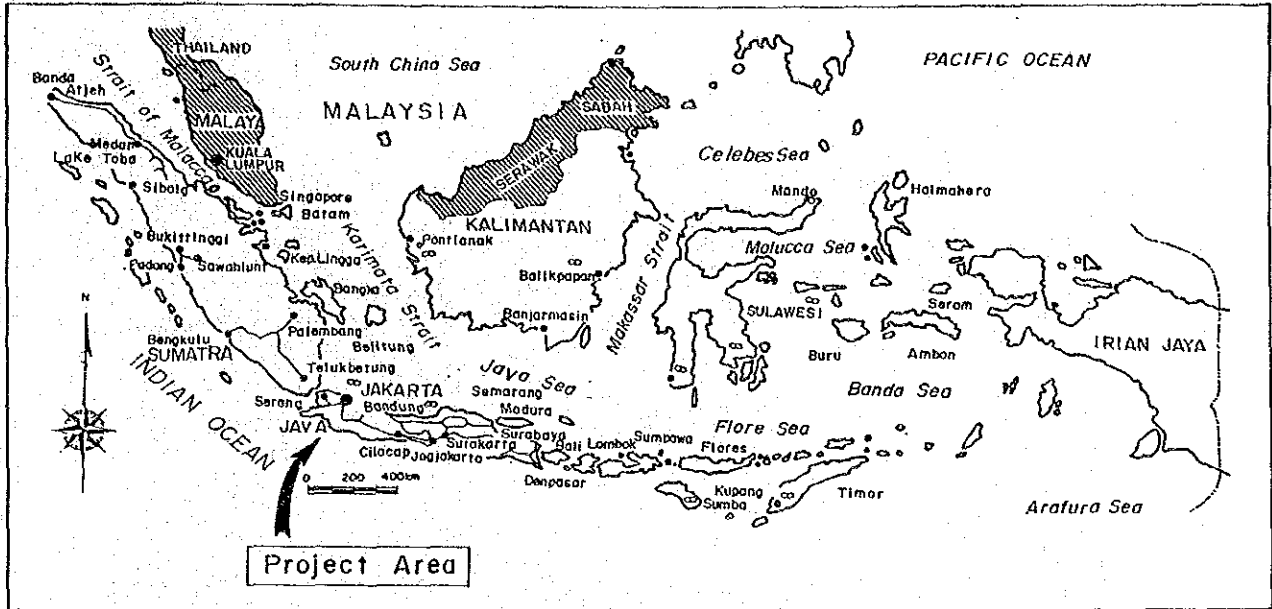 THAILAND
South China Sea
PACIFIC OCEAN
Banda
Atjeh
Strait of Malacca
MALAYSIA
SABAH
MALAYA
Medan
KUALA
LUMPUR
Lake Toba
Celebes Sea
SERAWAK
Sibolg
Singapore
Batam
Mando
Halmahera
KALIMANTAN
Bukittinggi
Pontianak
Molucca Sea
Kep.Lingga
Karimata Strait
Sawahlunt
Padong
Balikpapan
Makassar Strait
Bangka
SULAWESI
Seram
N
Palembang
Banjarmasin
Bengkulu
Belitung
Buru
Ambon
IRIAN JAYA
SUMATRA
Telukbetung
Java Sea
Banda Sea
INDIAN OCEAN
JAKARTA
Semarang
Serang
Bandung
Madura
Flore Sea
JAVA
Surabaya
Surakarta
Bali
Lombok
Sumbawa
Flores
Cilacap
Jogjakarta
0 200 400km
Denpasar
Kupang
Sumba
Timor
Arafura Sea
Project Area